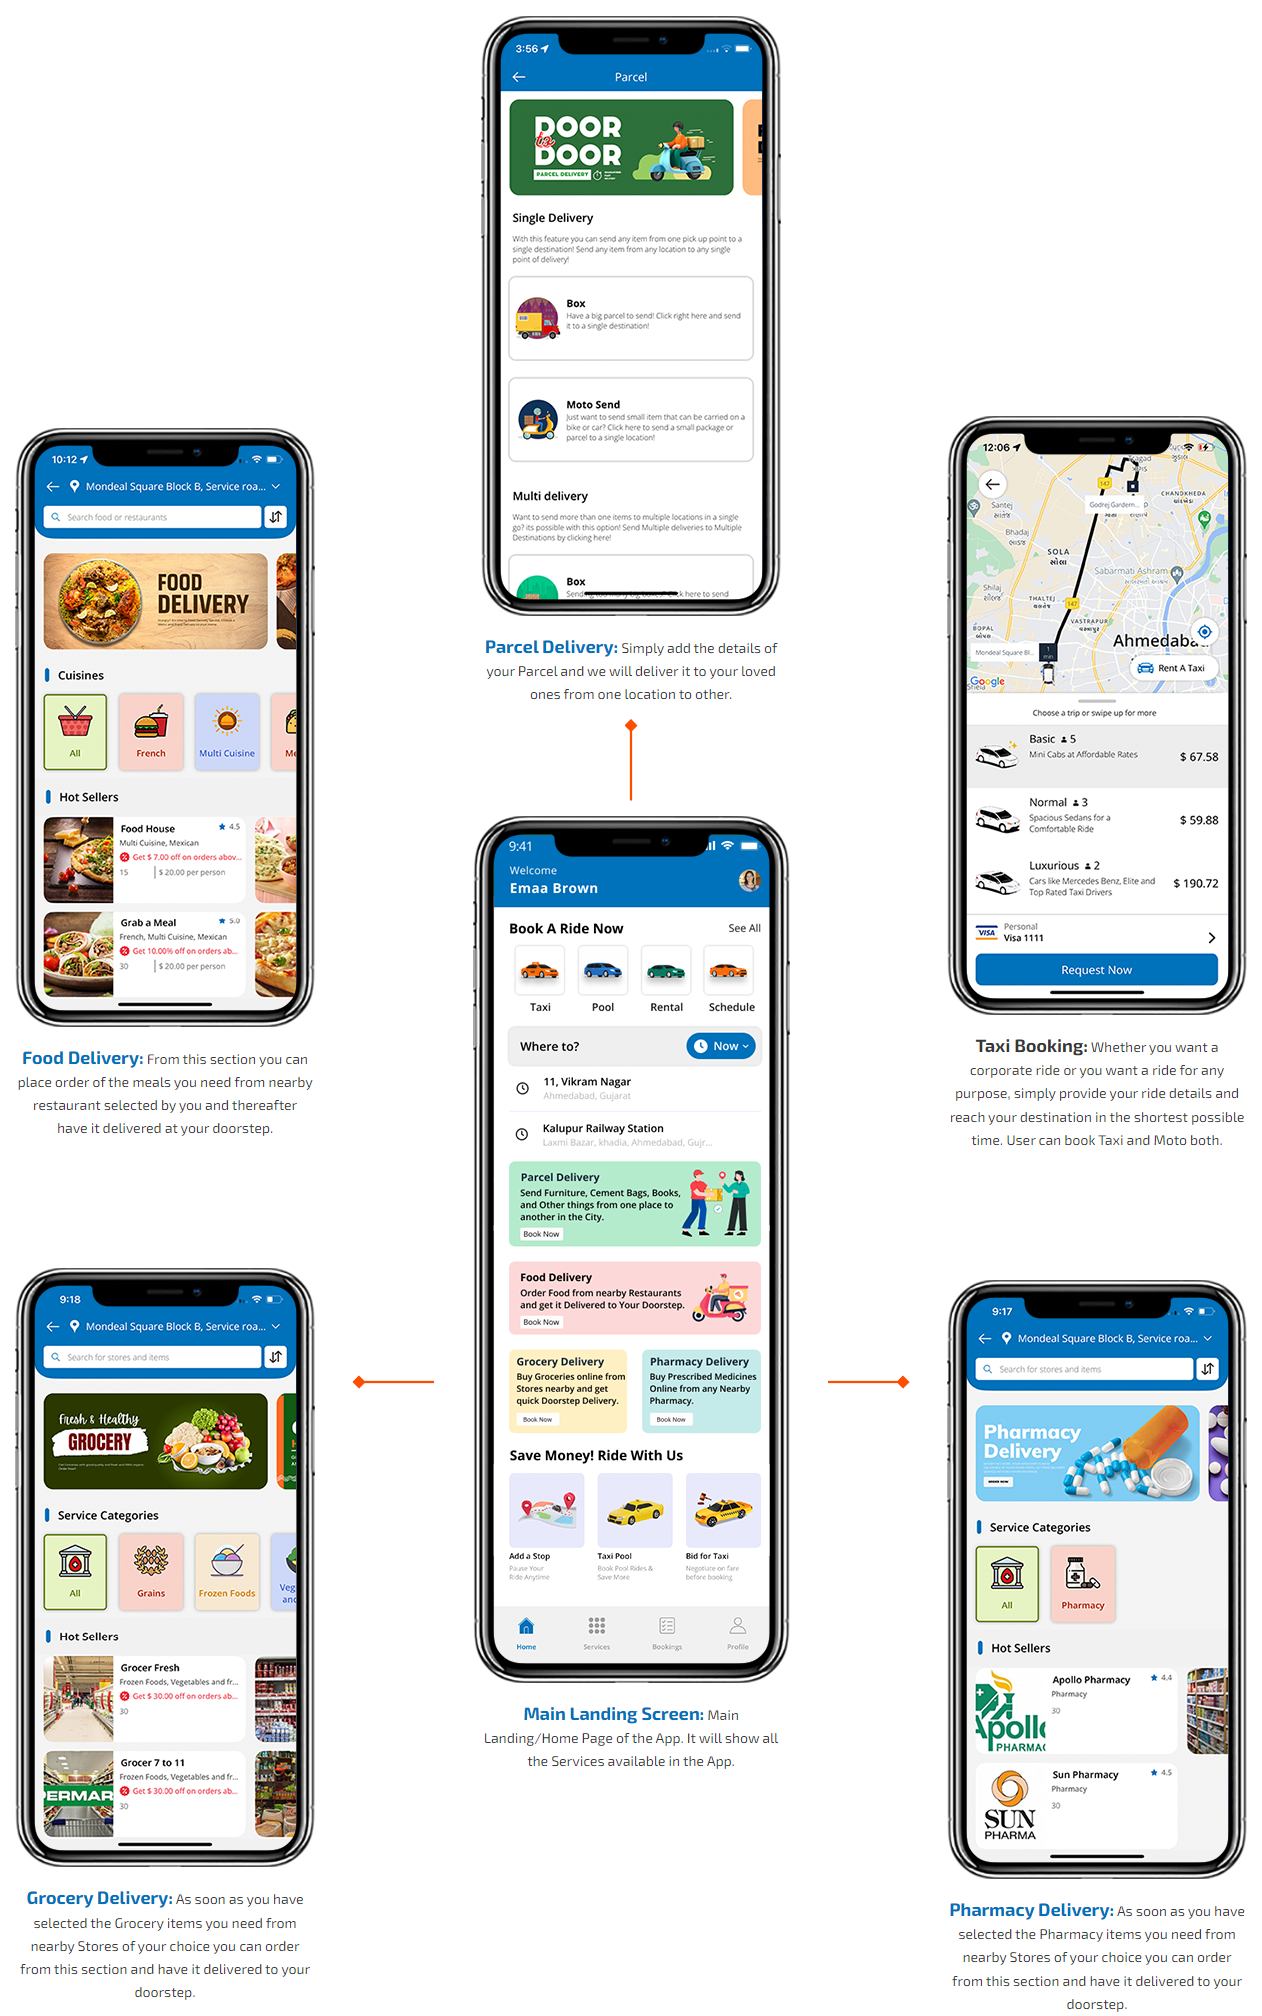 3:56
Parcel
DOOR
to
DOOR
PARCEL DELIVERY
Single Delivery
With this feature you can send any item from one pick up point to a
single destination! Send any item from any location to any single
point of delivery!
Box
Have a big parcel to send! Click right here and send
it to a single destination!
Moto Send
Just want to send small item that can be carried on a
bike or car? Click here to send a small package or
parcel to a single location!
Multi delivery
Want to send more than one items to multiple locations in a single
go? its possible with this option! Send Multiple deliveries to Multiple
Destinations by clicking here!
Box
Parcel Delivery: Simply add the details of
your Parcel and we will deliver it to your loved
ones from one location to other.
10:12
Mondeal Square Block B, Service roa...
Search food or restaurants
FOOD
DELIVERY
Cuisines
All
French
Multi Cuisine
Me
Hot Sellers
Food House
4.5
Multi Cuisine, Mexican
Get $ 7.00 off on orders abov...
15
$ 20.00 per person
Grab a Meal
5.0
French, Multi Cuisine, Mexican
Get 10.00% off on orders ab...
30
$ 20.00 per person
Food Delivery: From this section you can
place order of the meals you need from nearby
restaurant selected by you and thereafter
have it delivered at your doorstep.
12:06
147
Godrej Gardern...
CHANDKHEDA
Santej
Bhadaj
SOLA
સોલા
Sabarmati Ashram
Shilaj
THALTEJ
147
VASTRAPUR
BOPAL
Mondeal Square Bl...
1
min
Ahmedaba
Rent A Taxi
Google
Shela
Choose a trip or swipe up for more
Basic 5
Mini Cabs at Affordable Rates
$ 67.58
Normal 3
Spacious Sedans for a
Comfortable Ride
$ 59.88
Luxurious 2
Cars like Mercedes Benz, Elite and
Top Rated Taxi Drivers
$ 190.72
VISA
Personal
Visa 1111
Request Now
Taxi Booking: Whether you want a
corporate ride or you want a ride for any
purpose, simply provide your ride details and
reach your destination in the shortest possible
time. User can book Taxi and Moto both.
9:41
Welcome
Emaa Brown
Book A Ride Now
See All
Taxi
Pool
Rental
Schedule
Where to?
Now
11, Vikram Nagar
Ahmedabad, Gujarat
Kalupur Railway Station
Laxmi Bazar, khadia, Ahmedabad, Gujr...
Parcel Delivery
Send Furniture, Cement Bags, Books,
and Other things from one place to
another in the City.
Book Now
Food Delivery
Order Food from nearby Restaurants
and get it Delivered to Your Doorstep.
Book Now
Grocery Delivery
Buy Groceries online from
Stores nearby and get
quick Doorstep Delivery.
Book Now
Pharmacy Delivery
Buy Prescribed Medicines
Online from any Nearby
Pharmacy.
Book Now
Save Money! Ride With Us
Add a Stop
Pause Your
Ride Anytime
Taxi Pool
Book Pool Rides &
Save More
Bid for Taxi
Negotiate on fare
before booking
Home
Services
Bookings
Profile
Main Landing Screen: Main
Landing/Home Page of the App. It will show all
the Services available in the App.
9:18
Mondeal Square Block B, Service roa...
Search for stores and items
Fresh & Healthy
GROCERY
Service Categories
All
Grains
Frozen Foods
Veg
and
Hot Sellers
Grocer Fresh
Frozen Foods, Vegetables and fr...
Get $ 30.00 off on orders ab...
30
Grocer 7 to 11
Frozen Foods, Vegetables and fr...
Get $ 30.00 off on orders ab...
30
ERMAR
Grocery Delivery: As soon as you have
selected the Grocery items you need from
nearby Stores of your choice you can order
from this section and have it delivered to your
doorstep.
9:17
Mondeal Square Block B, Service roa...
Search for stores and items
Pharmacy
Delivery
ORDER NOW
Service Categories
All
Pharmacy
Hot Sellers
Apollo Pharmacy
4.4
Pharmacy
30
Apoll
PHARMA
Sun Pharmacy
4.5
Pharmacy
30
SUN
PHARMA
Pharmacy Delivery: As soon as you have
selected the Pharmacy items you need from
nearby Stores of your choice you can order
from this section and have it delivered to your
doorstep.